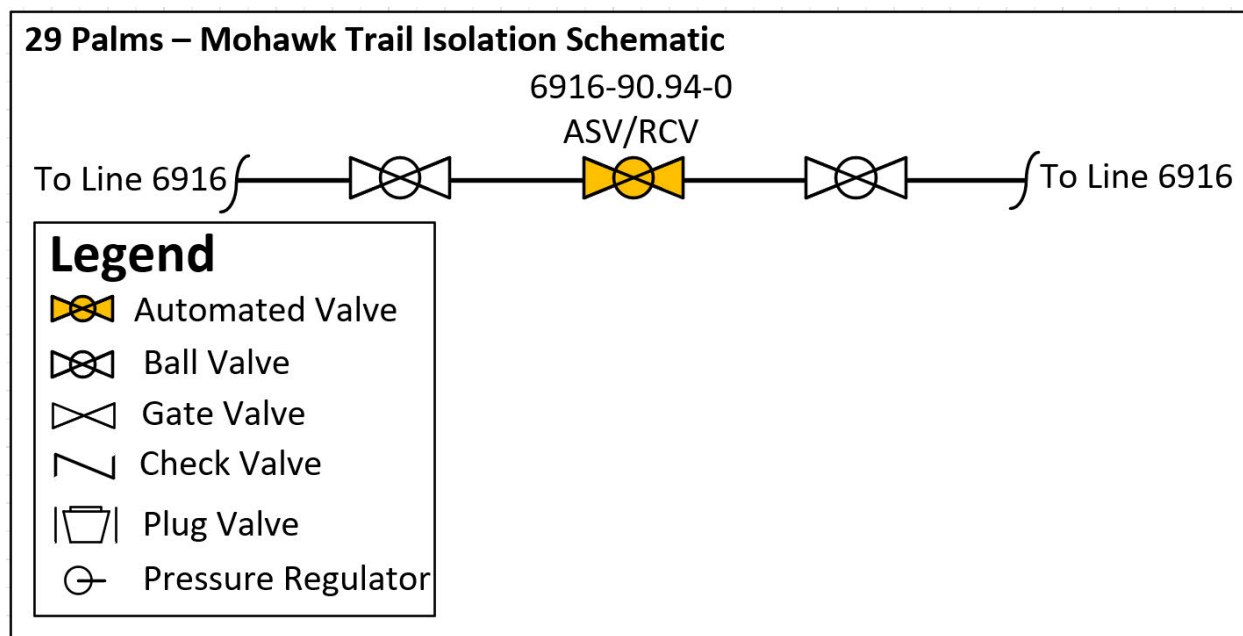 29 Palms – Mohawk Trail Isolation Schematic
6916-90.94-0
ASV/RCV
To Line 6916
To Line 6916
Legend
Automated Valve
Ball Valve
Gate Valve
Check Valve
Plug Valve
Pressure Regulator